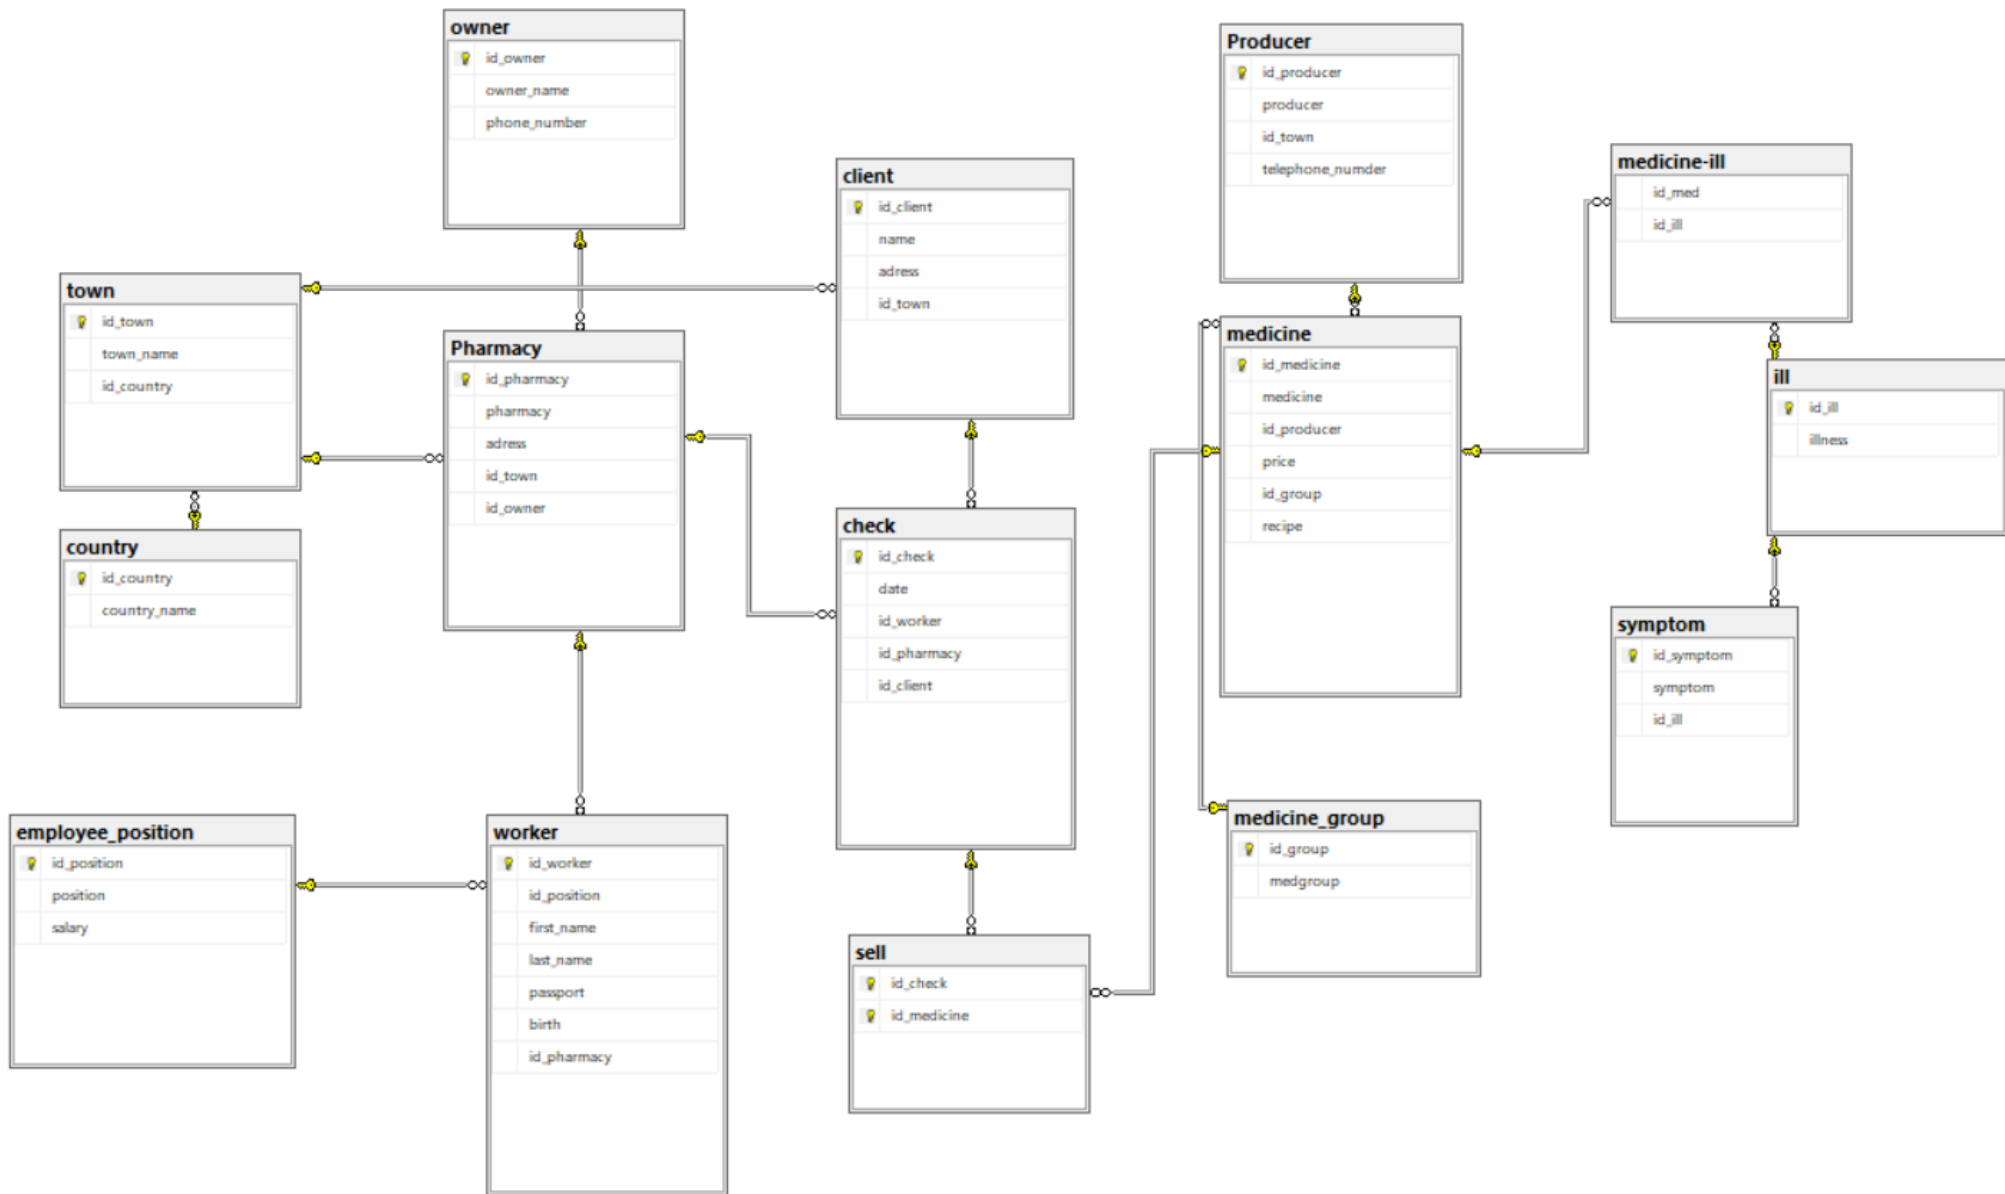 owner
id_owner
owner_name
phone_number
Producer
id_producer
producer
id_town
telephone_numder
medicine-ill
id_med
id_ill
client
id_client
name
adress
id_town
town
id_town
town_name
id_country
Pharmacy
id_pharmacy
pharmacy
adress
id_town
id_owner
medicine
id_medicine
medicine
id_producer
price
id_group
recipe
ill
id_ill
illness
country
id_country
country_name
check
id_check
date
id_worker
id_pharmacy
id_client
symptom
id_symptom
symptom
id_ill
employee_position
id_position
position
salary
worker
id_worker
id_position
first_name
last_name
passport
birth
id_pharmacy
medicine_group
id_group
medgroup
sell
id_check
id_medicine